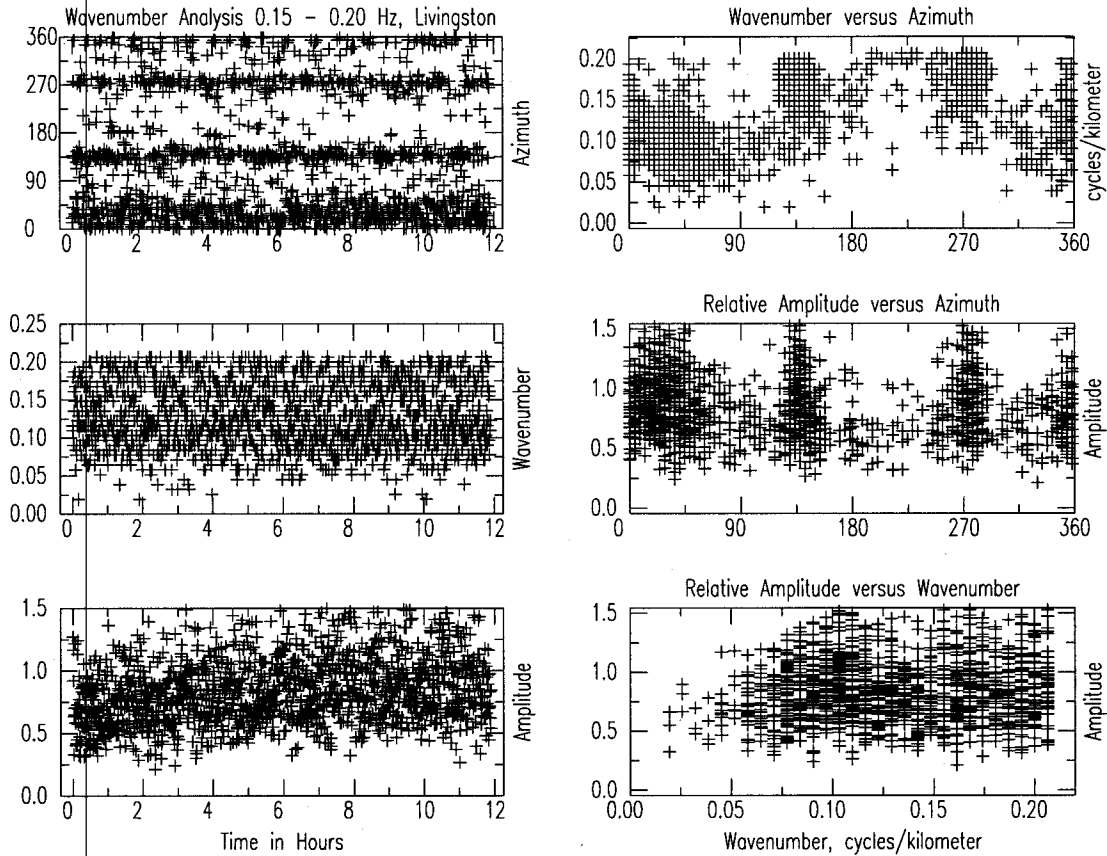 Wavenumber Analysis 0.15 – 0.20 Hz, Livingston
360
270
180
90
0
0 2 4 6 8 10 12
Azimuth
Wavenumber versus Azimuth
0.20
0.15
0.10
0.05
0.00
0 90 180 270 360
cycles/kilometer
0.25
0.20
0.15
0.10
0.05
0.00
0 2 4 6 8 10 12
Wavenumber
Relative Amplitude versus Azimuth
1.5
1.0
0.5
0.0
0 90 180 270 360
Amplitude
1.5
1.0
0.5
0.0
0 2 4 6 8 10 12
Time in Hours
Amplitude
Relative Amplitude versus Wavenumber
1.5
1.0
0.5
0.0
0.00 0.05 0.10 0.15 0.20
Wavenumber, cycles/kilometer
Amplitude